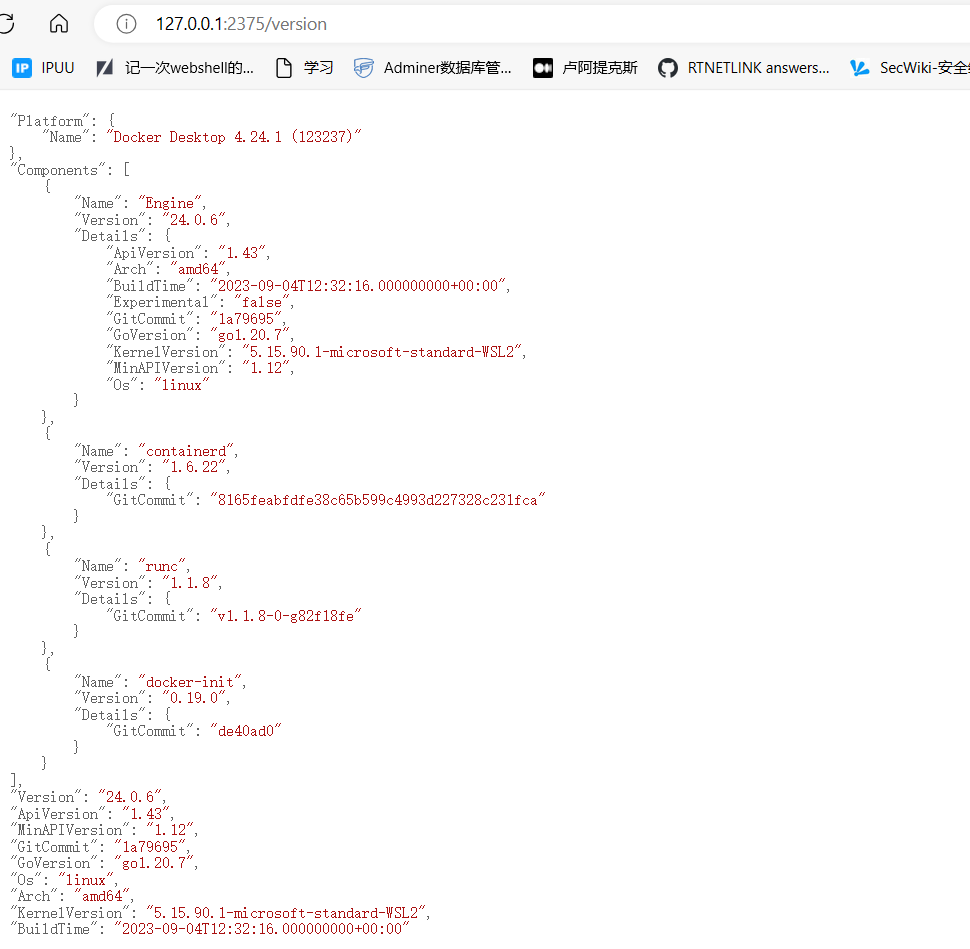 127.0.0.1:2375/version
IP IPUU 记一次webshell的... 学习 Adminer数据库管... 卢阿提克斯 RTNETLINK answers... SecWiki-安全
"Platform": {
"Name": "Docker Desktop 4.24.1 (123237)"
},
"Components": [
{
"Name": "Engine",
"Version": "24.0.6",
"Details": {
"ApiVersion": "1.43",
"Arch": "amd64",
"BuildTime": "2023-09-04T12:32:16.000000000+00:00",
"Experimental": "false",
"GitCommit": "1a79695",
"GoVersion": "go1.20.7",
"KernelVersion": "5.15.90.1-microsoft-standard-WSL2",
"MinAPIVersion": "1.12",
"Os": "linux"
}
},
{
"Name": "containerd",
"Version": "1.6.22",
"Details": {
"GitCommit": "8165feabfdfe38c65b599c4993d227328c231fca"
}
},
{
"Name": "runc",
"Version": "1.1.8",
"Details": {
"GitCommit": "v1.1.8-0-g82f18fe"
}
},
{
"Name": "docker-init",
"Version": "0.19.0",
"Details": {
"GitCommit": "de40ad0"
}
}
],
"Version": "24.0.6",
"ApiVersion": "1.43",
"MinAPIVersion": "1.12",
"GitCommit": "1a79695",
"GoVersion": "go1.20.7",
"Os": "linux",
"Arch": "amd64",
"KernelVersion": "5.15.90.1-microsoft-standard-WSL2",
"BuildTime": "2023-09-04T12:32:16.000000000+00:00"